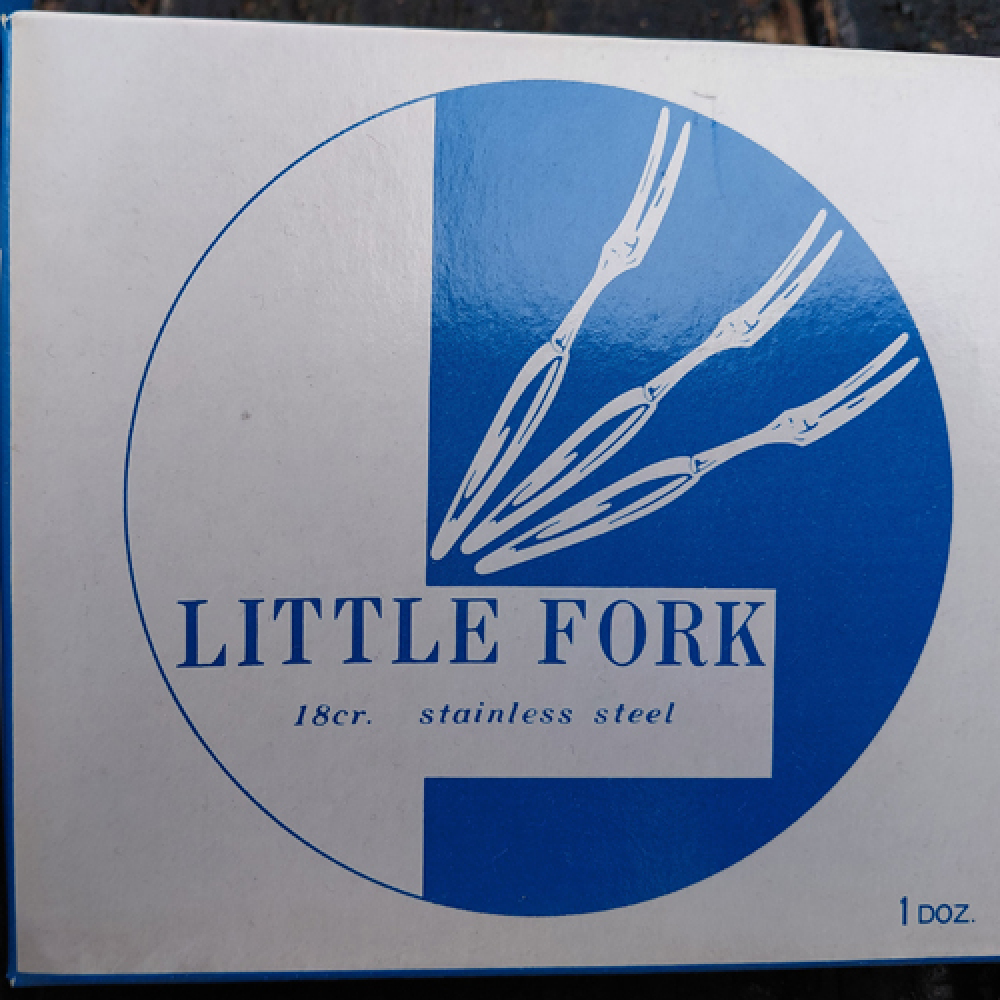 LITTLE FORK
18cr. stainless steel
1 DOZ.